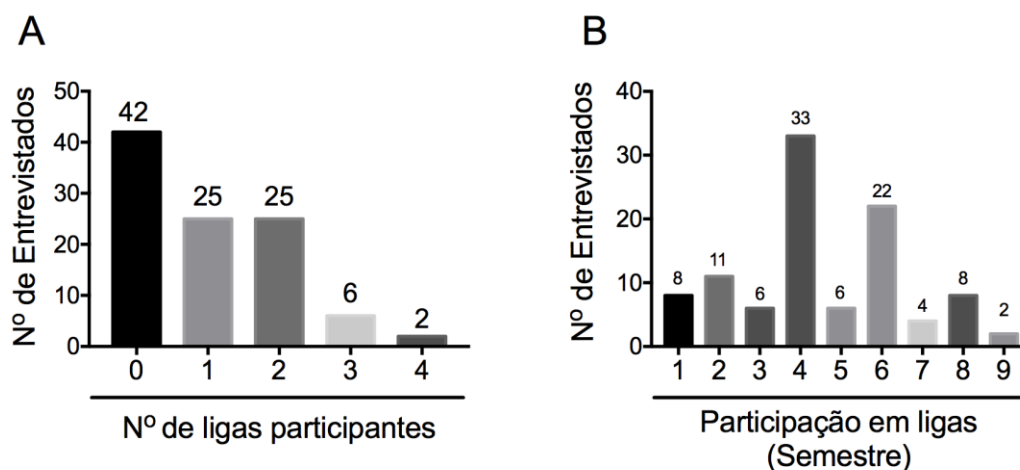 A
Nº de Entrevistados
50
40
30
20
10
0
42
25
25
6
2
0 1 2 3 4
Nº de ligas participantes
B
Nº de Entrevistados
40
30
20
10
0
8
11
6
33
6
22
4
8
2
1 2 3 4 5 6 7 8 9
Participação em ligas
(Semestre)